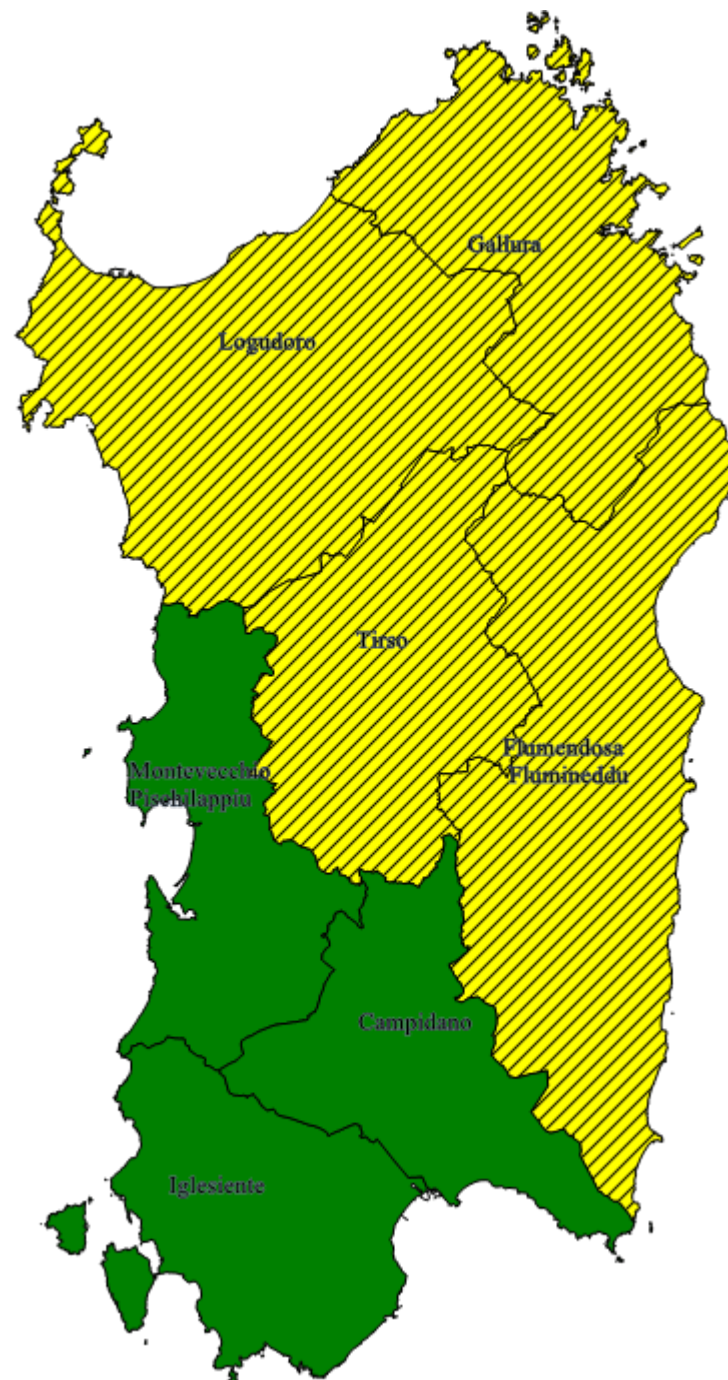 Gallura
Logudoro
Tirso
Flumendosa
Flumineddu
Montevecchio
Pischilappiu
Campidano
Iglesiente